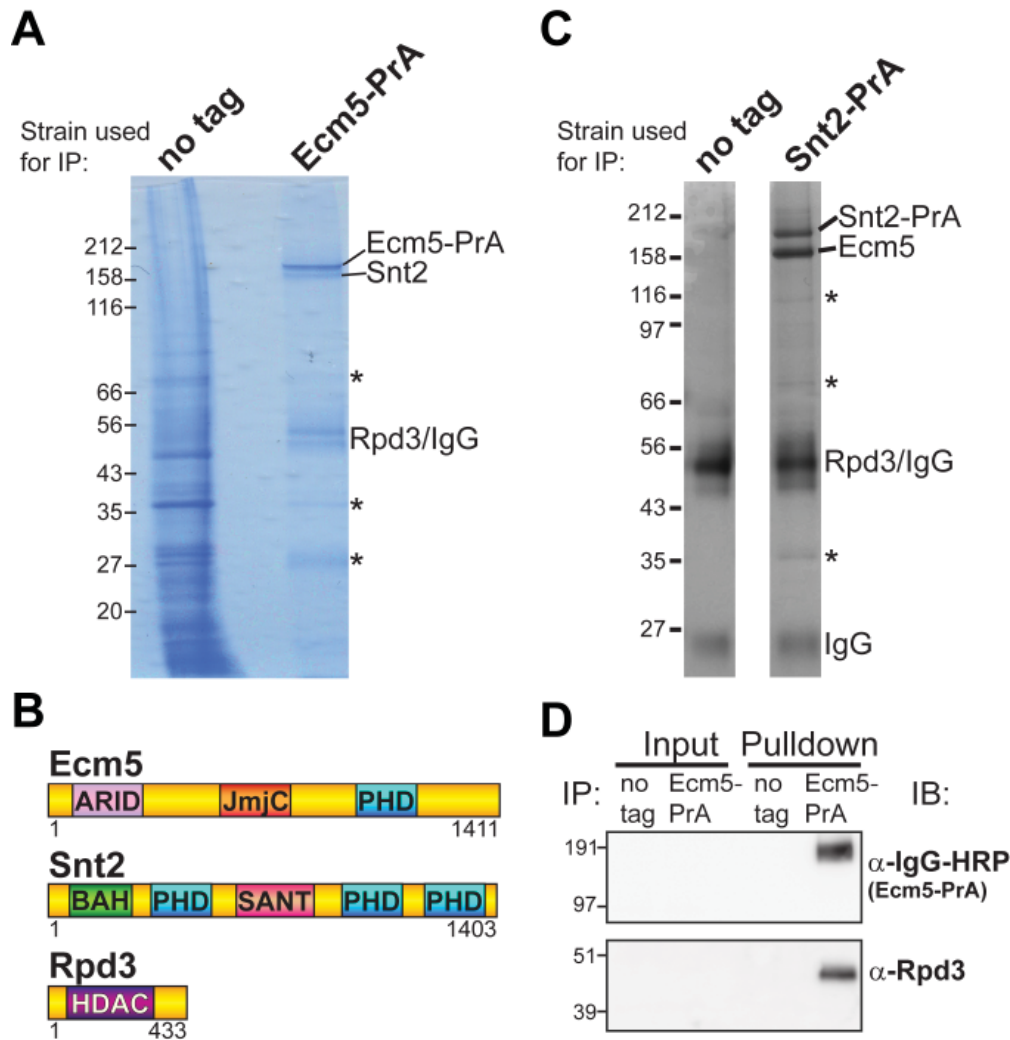 A
Strain used
for IP:
no tag
Ecm5-PrA
212
158
116
66
56
43
35
27
20
Ecm5-PrA
Snt2
*
Rpd3/IgG
*
*
C
Strain used
for IP:
no tag
Snt2-PrA
212
158
116
97
66
56
43
35
27
Snt2-PrA
Ecm5
*
*
Rpd3/IgG
*
IgG
B
Ecm5
ARID JmjC PHD
1 1411
Snt2
BAH PHD SANT PHD PHD
1 1403
Rpd3
HDAC
1 433
D
Input Pulldown
IP: no tag Ecm5-PrA no tag Ecm5-PrA IB:
191
97
α-IgG-HRP
(Ecm5-PrA)
51
39
α-Rpd3